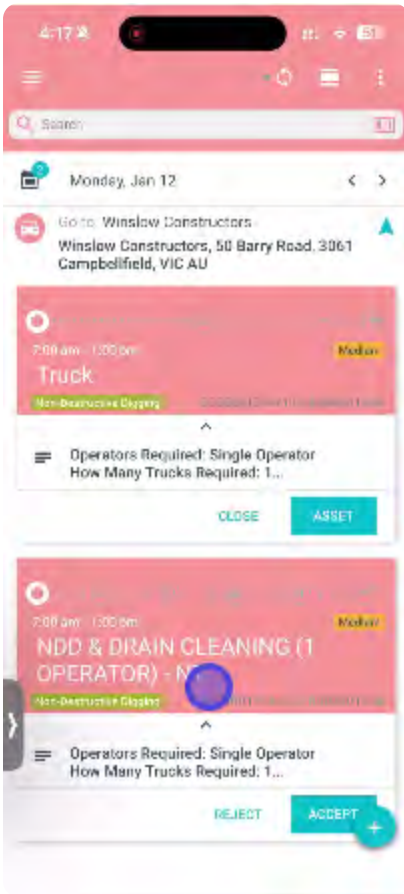 4:17
51
Search
2
Monday, Jan 12
Go to Winslow Constructors
Winslow Constructors, 50 Barry Road, 3061
Campbellfield, VIC AU
7:00 am - 1:00 pm
Medium
Truck
Non-Destructive Digging
Operators Required: Single Operator
How Many Trucks Required: 1...
CLOSE
ASSET
7:00 am - 1:00 pm
Medium
NDD & DRAIN CLEANING (1
OPERATOR) -
Non-Destructive Digging
Operators Required: Single Operator
How Many Trucks Required: 1...
REJECT
ACCEPT